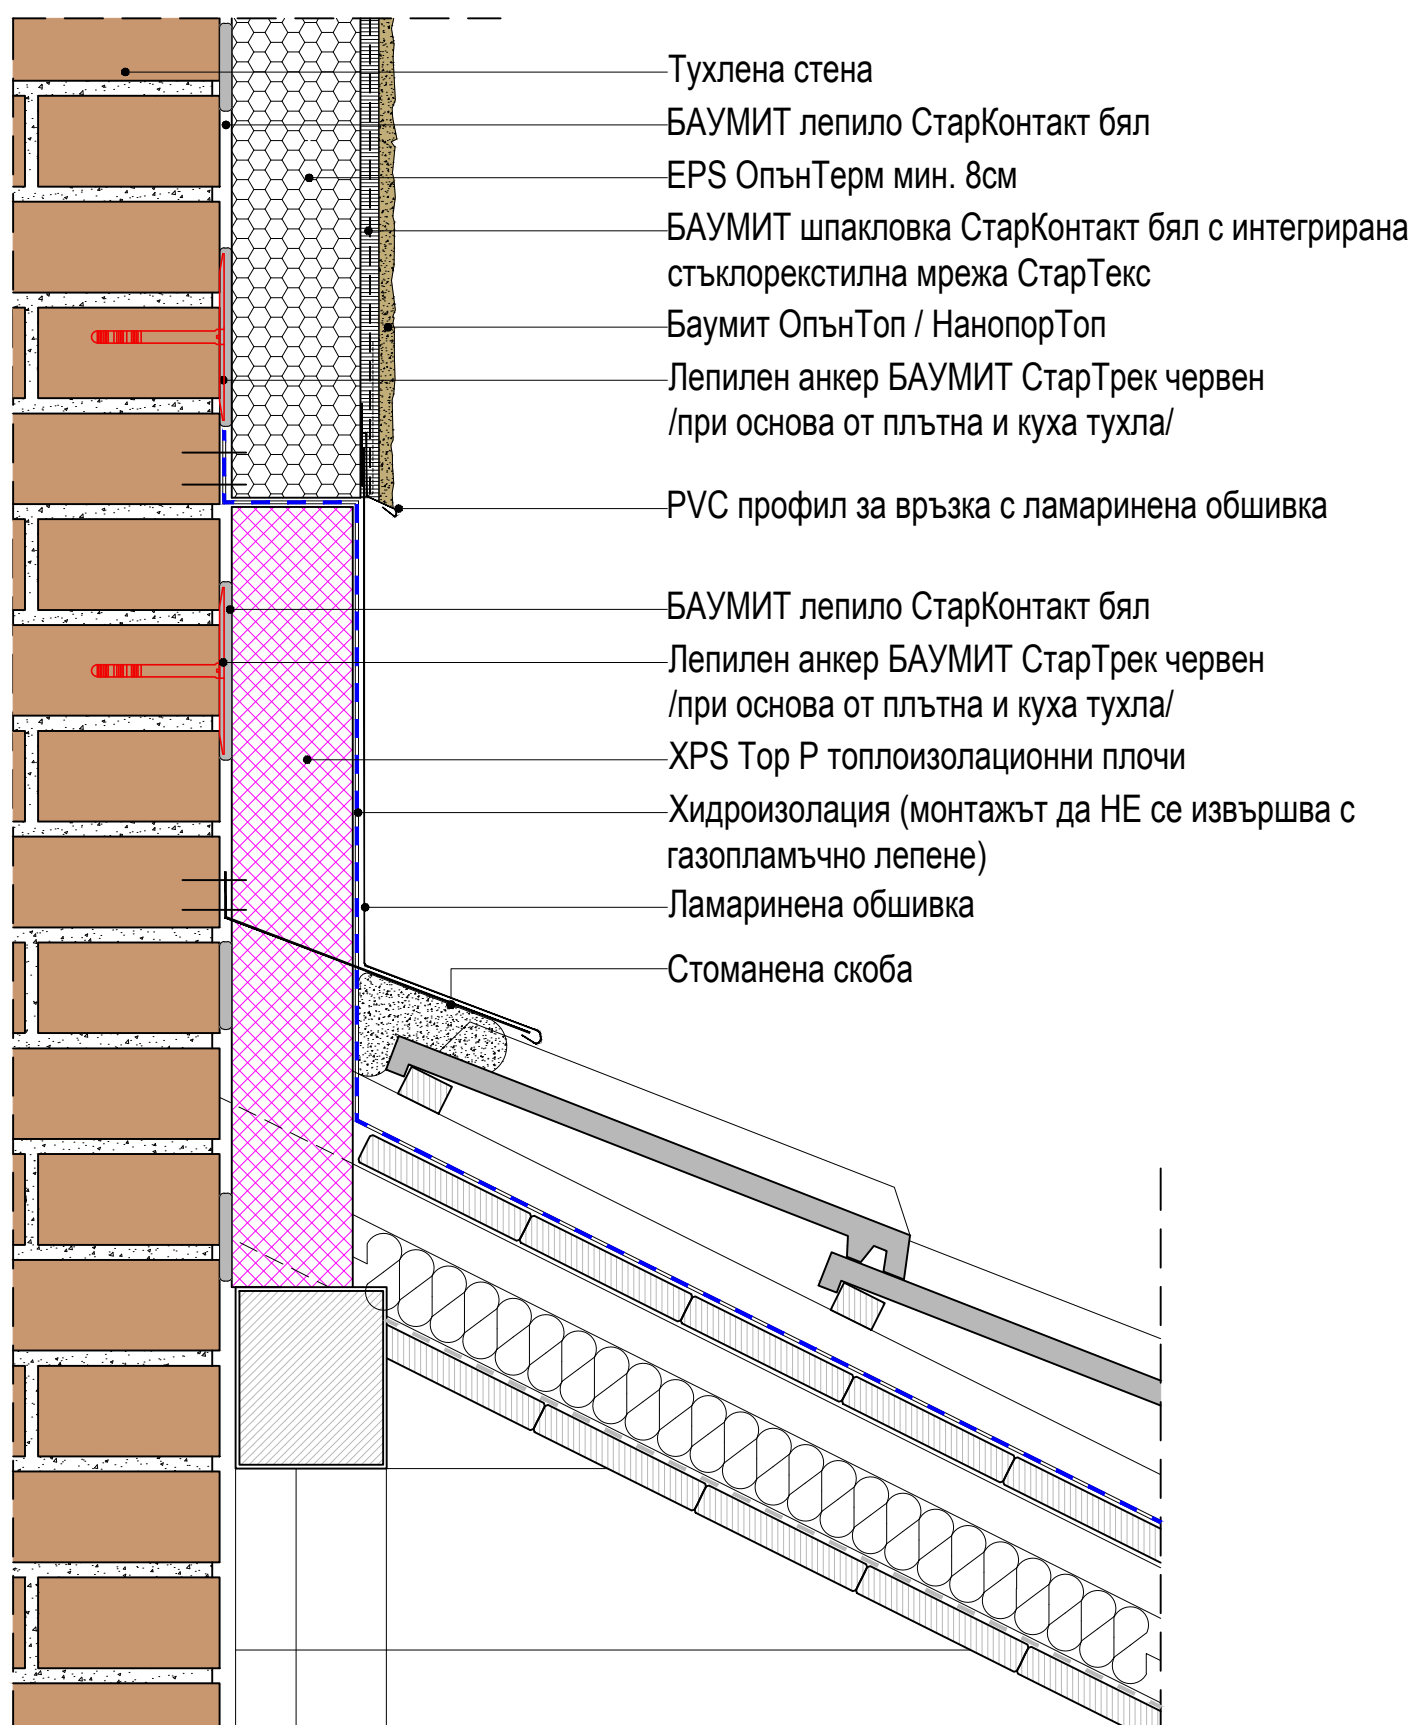 Тухлена стена
БАУМИТ лепило СтарКонтакт бял
EPS ОпънТерм мин. 8см
БАУМИТ шпакловка СтарКонтакт бял с интегрирана
стъклорекстилна мрежа СтарТекс
Баумит ОпънТоп / НанопорТоп
Лепилен анкер БАУМИТ СтарТрек червен
/при основа от плътна и куха тухла/
PVC профил за връзка с ламаринена обшивка
БАУМИТ лепило СтарКонтакт бял
Лепилен анкер БАУМИТ СтарТрек червен
/при основа от плътна и куха тухла/
XPS Top P топлоизолационни плочи
Хидроизолация (монтажът да НЕ се извършва с
газопламъчно лепене)
Ламаринена обшивка
Стоманена скоба